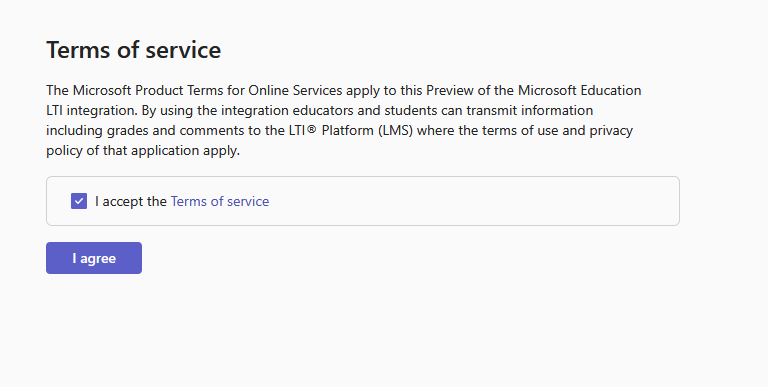 Terms of service
The Microsoft Product Terms for Online Services apply to this Preview of the Microsoft Education
LTI integration. By using the integration educators and students can transmit information
including grades and comments to the LTI® Platform (LMS) where the terms of use and privacy
policy of that application apply.
I accept the Terms of service
I agree